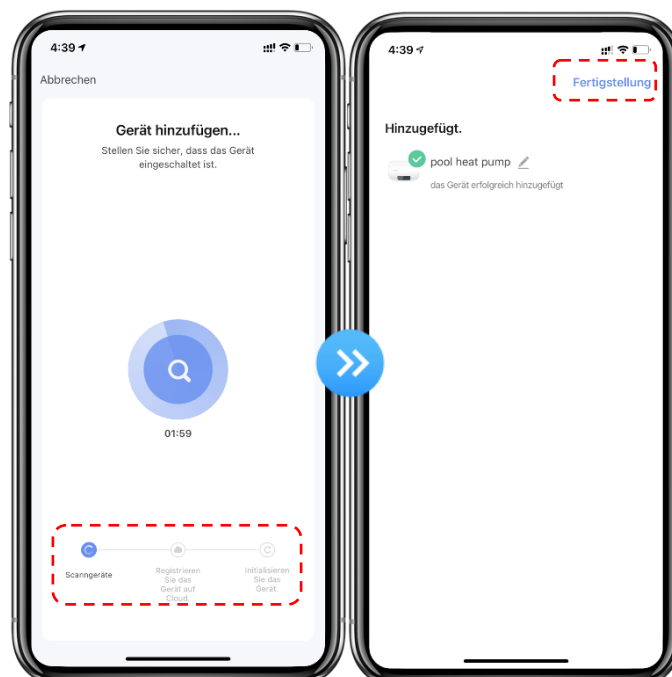 4:39
Abbrechen
Gerät hinzufügen...
Stellen Sie sicher, dass das Gerät
eingeschaltet ist.
01:59
Scanngeräte
Registrieren
Sie das
Gerät auf
Cloud.
Initialisieren
Sie das
Gerät.
4:39
Fertigstellung
Hinzugefügt.
pool heat pump
das Gerät erfolgreich hinzugefügt